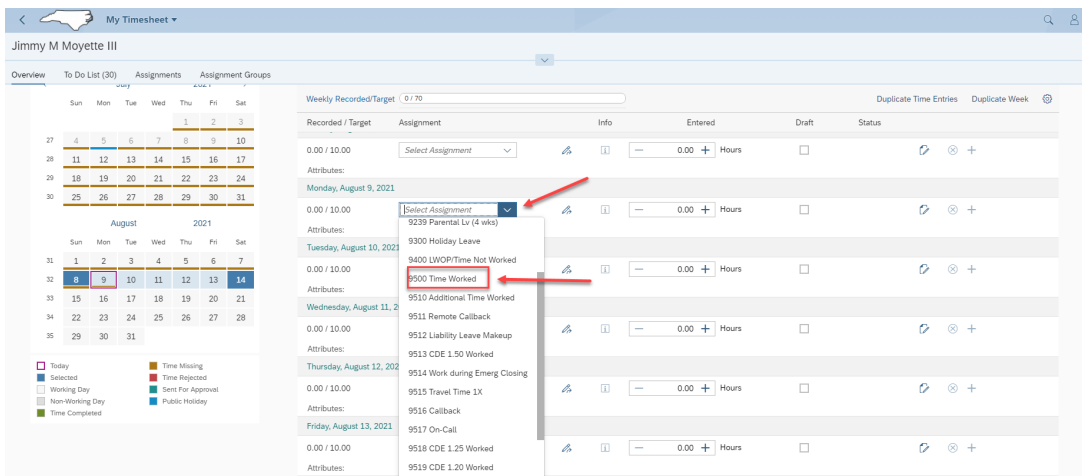 My Timesheet
Jimmy M Moyette III
Overview To Do List (30) Assignments Assignment Groups
July 2021
Sun Mon Tue Wed Thu Fri Sat
1 2 3
27 4 5 6 7 8 9 10
28 11 12 13 14 15 16 17
29 18 19 20 21 22 23 24
30 25 26 27 28 29 30 31
August 2021
Sun Mon Tue Wed Thu Fri Sat
31 1 2 3 4 5 6 7
32 8 9 10 11 12 13 14
33 15 16 17 18 19 20 21
34 22 23 24 25 26 27 28
35 29 30 31
Today Time Missing
Selected Time Rejected
Working Day Sent For Approval
Non-Working Day Public Holiday
Time Completed
Weekly Recorded/Target 0 / 70 Duplicate Time Entries Duplicate Week
Recorded / Target Assignment Info Entered Draft Status
0.00 / 10.00 Select Assignment 0.00 Hours
Attributes:
Monday, August 9, 2021
0.00 / 10.00 Select Assignment 0.00 Hours
Attributes:
Tuesday, August 10, 2021
0.00 / 10.00 0.00 Hours
Attributes:
Wednesday, August 11, 2
0.00 / 10.00 0.00 Hours
Attributes:
Thursday, August 12, 202
0.00 / 10.00 0.00 Hours
Attributes:
Friday, August 13, 2021
0.00 / 10.00 0.00 Hours
Attributes:
9239 Parental Lv (4 wks)
9300 Holiday Leave
9400 LWOP/Time Not Worked
9500 Time Worked
9510 Additional Time Worked
9511 Remote Callback
9512 Liability Leave Makeup
9513 CDE 1.50 Worked
9514 Work during Emerg Closing
9515 Travel Time 1X
9516 Callback
9517 On-Call
9518 CDE 1.25 Worked
9519 CDE 1.20 Worked